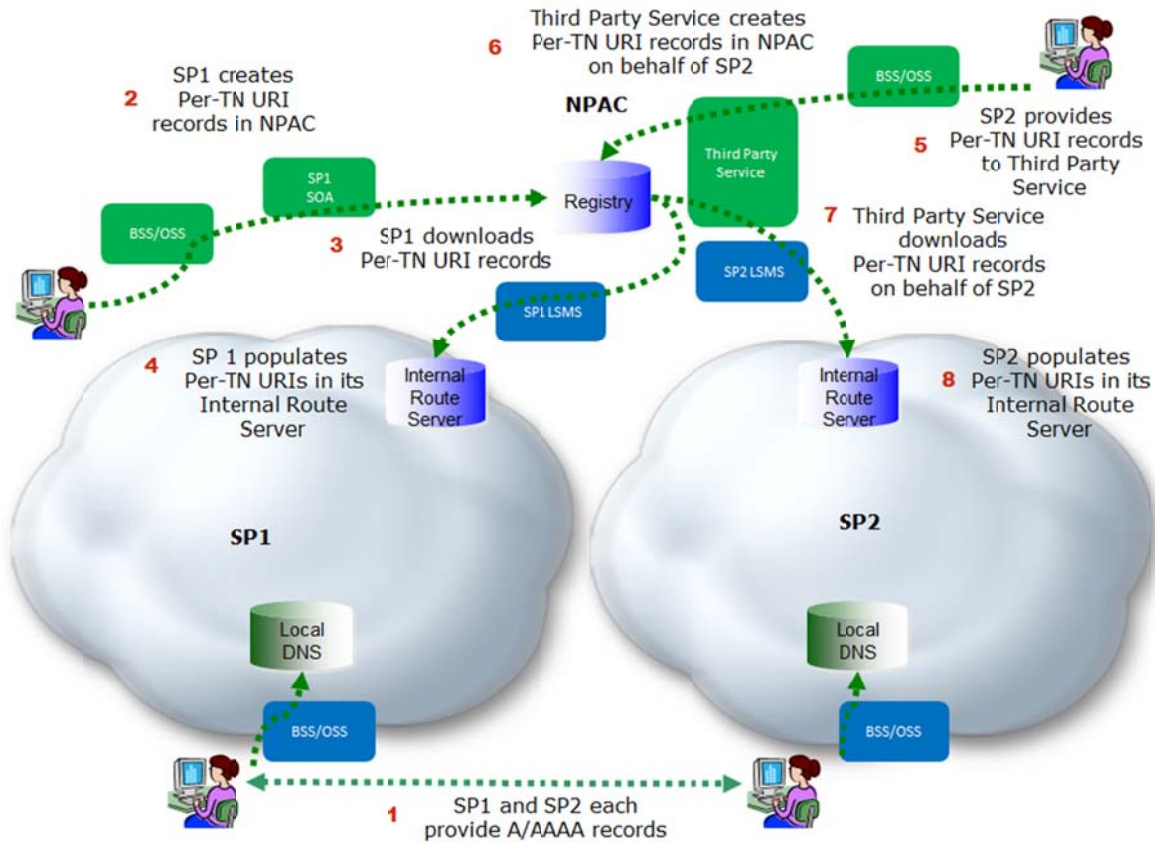 6
Third Party Service creates
Per-TN URI records in NPAC
on behalf of SP2
2
SP1 creates
Per-TN URI
records in NPAC
NPAC
BSS/OSS
5
SP2 provides
Per-TN URI records
to Third Party
Service
Third Party
Service
SP1
SOA
Registry
BSS/OSS
3
SP1 downloads
Per-TN URI records
7
Third Party Service
downloads
Per-TN URI records
on behalf of SP2
SP2 LSMS
SP1 LSMS
4
SP 1 populates
Per-TN URIs in its
Internal Route
Server
Internal
Route
Server
Internal
Route
Server
8
SP2 populates
Per-TN URIs in its
Internal Route
Server
SP1
SP2
Local
DNS
Local
DNS
BSS/OSS
BSS/OSS
1
SP1 and SP2 each
provide A/AAAA records